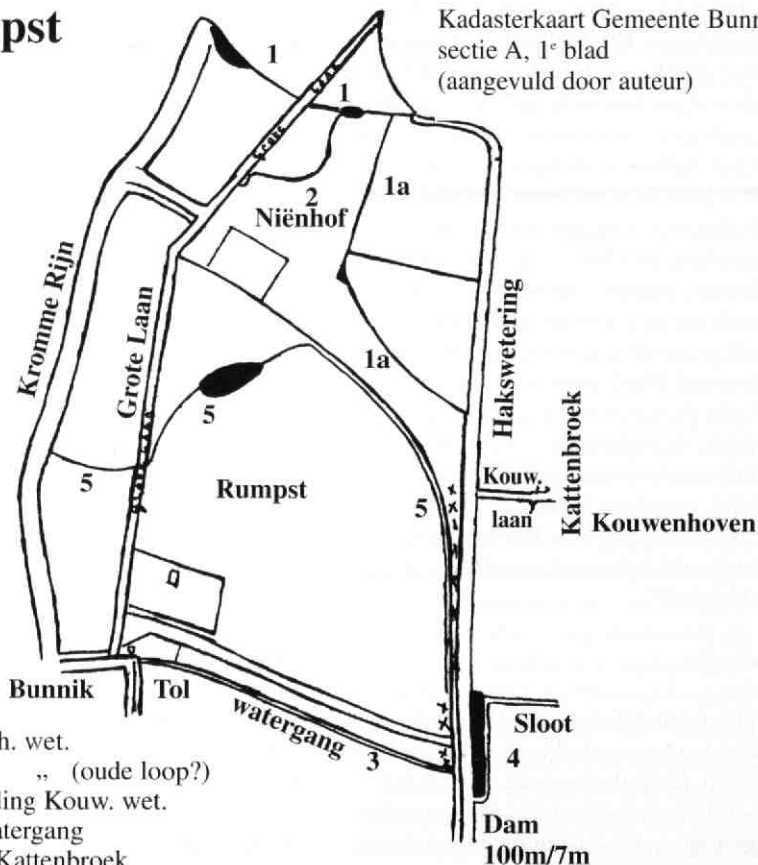 pst
Kadasterkaart Gemeente Bunn
sectie A, 1e blad
(aangevuld door auteur)
1
1
2
1a
Niënhof
Kromme Rijn
Grote Laan
Hakswetering
1a
5
5
5
Rumpst
Kouw.
laan
Kattenbroek
Kouwenhoven
Bunnik
Tol
watergang
3
Sloot
4
h. wet.
„ (oude loop?)
ling Kouw. wet.
atergang
Kattenbroek
Dam
100m/7m